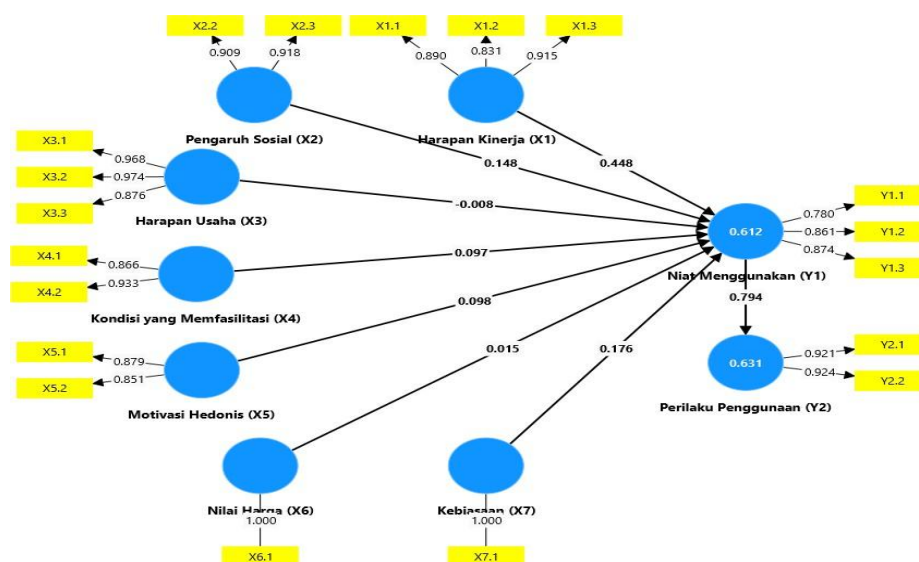 X2.2 X2.3 X1.1 X1.2 X1.3
0.909 0.918 0.890 0.831 0.915
Pengaruh Sosial (X2) Harapan Kinerja (X1)
X3.1
X3.2
X3.3
0.968
0.974
0.876
Harapan Usaha (X3)
0.148
0.448
-0.008
X4.1
X4.2
0.866
0.933
Kondisi yang Memfasilitasi (X4)
0.097
0.612
Niat Menggunakan (Y1)
0.780
0.861
0.874
Y1.1
Y1.2
Y1.3
X5.1
X5.2
0.879
0.851
Motivasi Hedonis (X5)
0.098
0.015
0.176
0.794
0.631
Perilaku Penggunaan (Y2)
0.921
0.924
Y2.1
Y2.2
Nilai Harga (X6) Kebiasaan (X7)
1.000 1.000
X6.1 X7.1